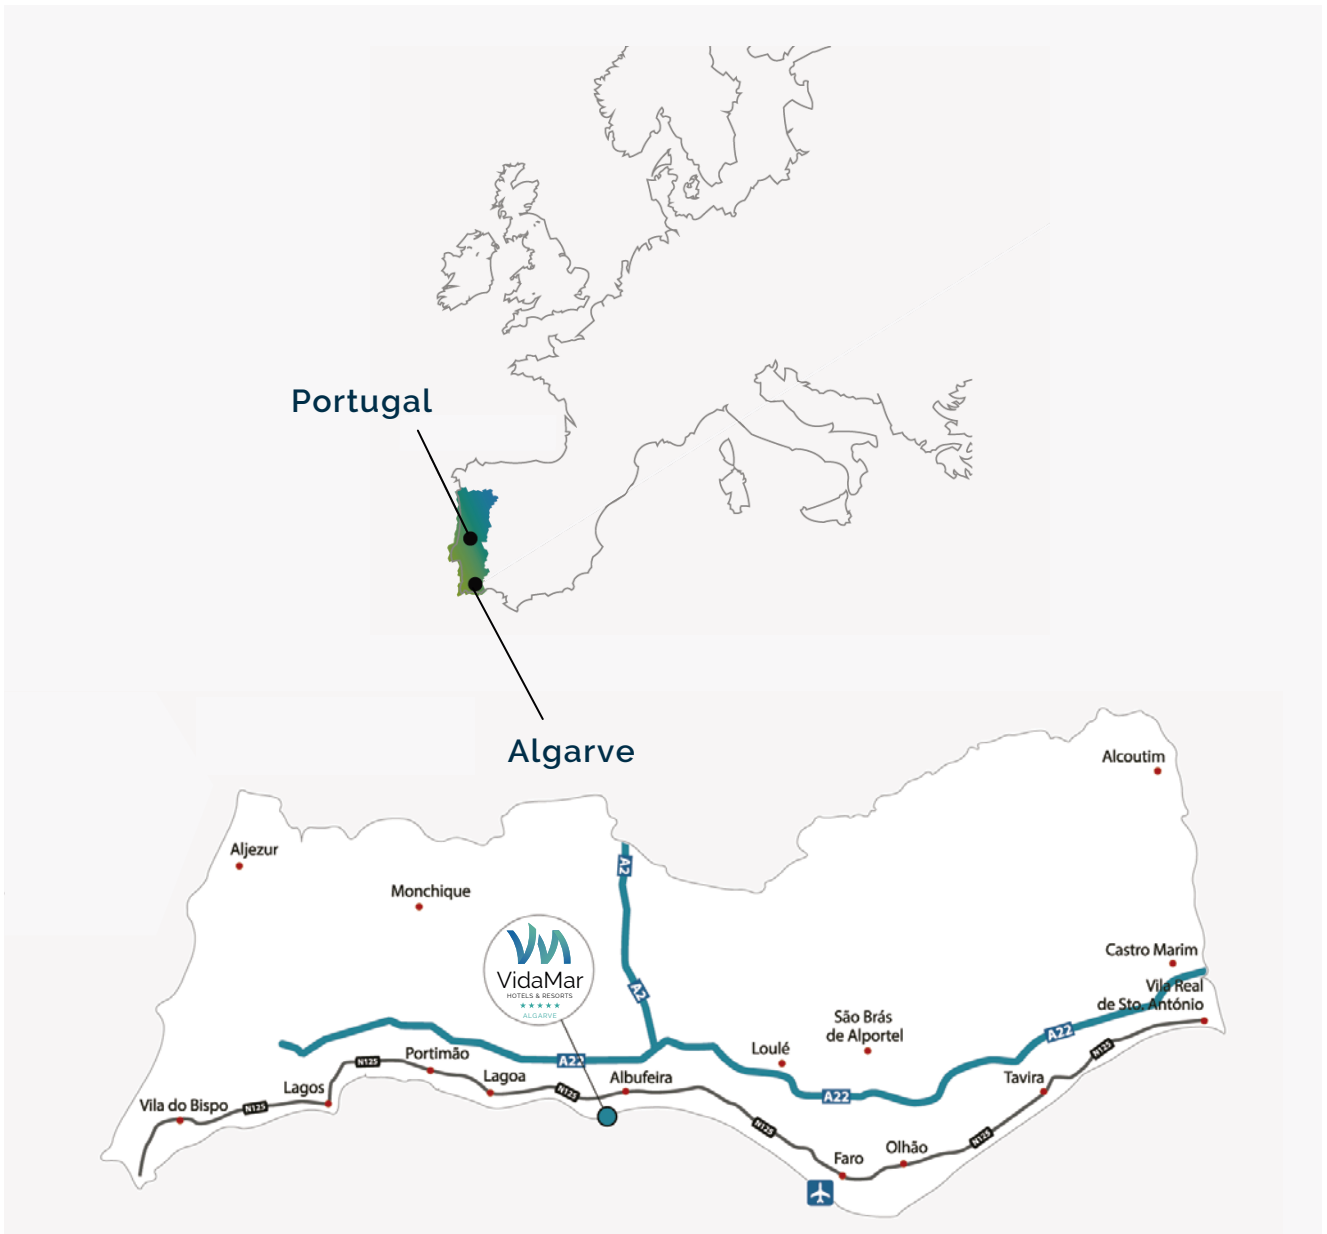 Portugal
Algarve
Alcoutim
Aljezur
A2
Monchique
VidaMar
HOTELS & RESORTS
ALGARVE
Castro Marim
Vila Real
de Sto. António
A2
São Brás
de Alportel
A22
Loulé
N125
Portimão
A22
N125
Lagoa
Albufeira
Tavira
Lagos
N125
A22
Vila do Bispo
N125
N125
N125
Olhão
Faro